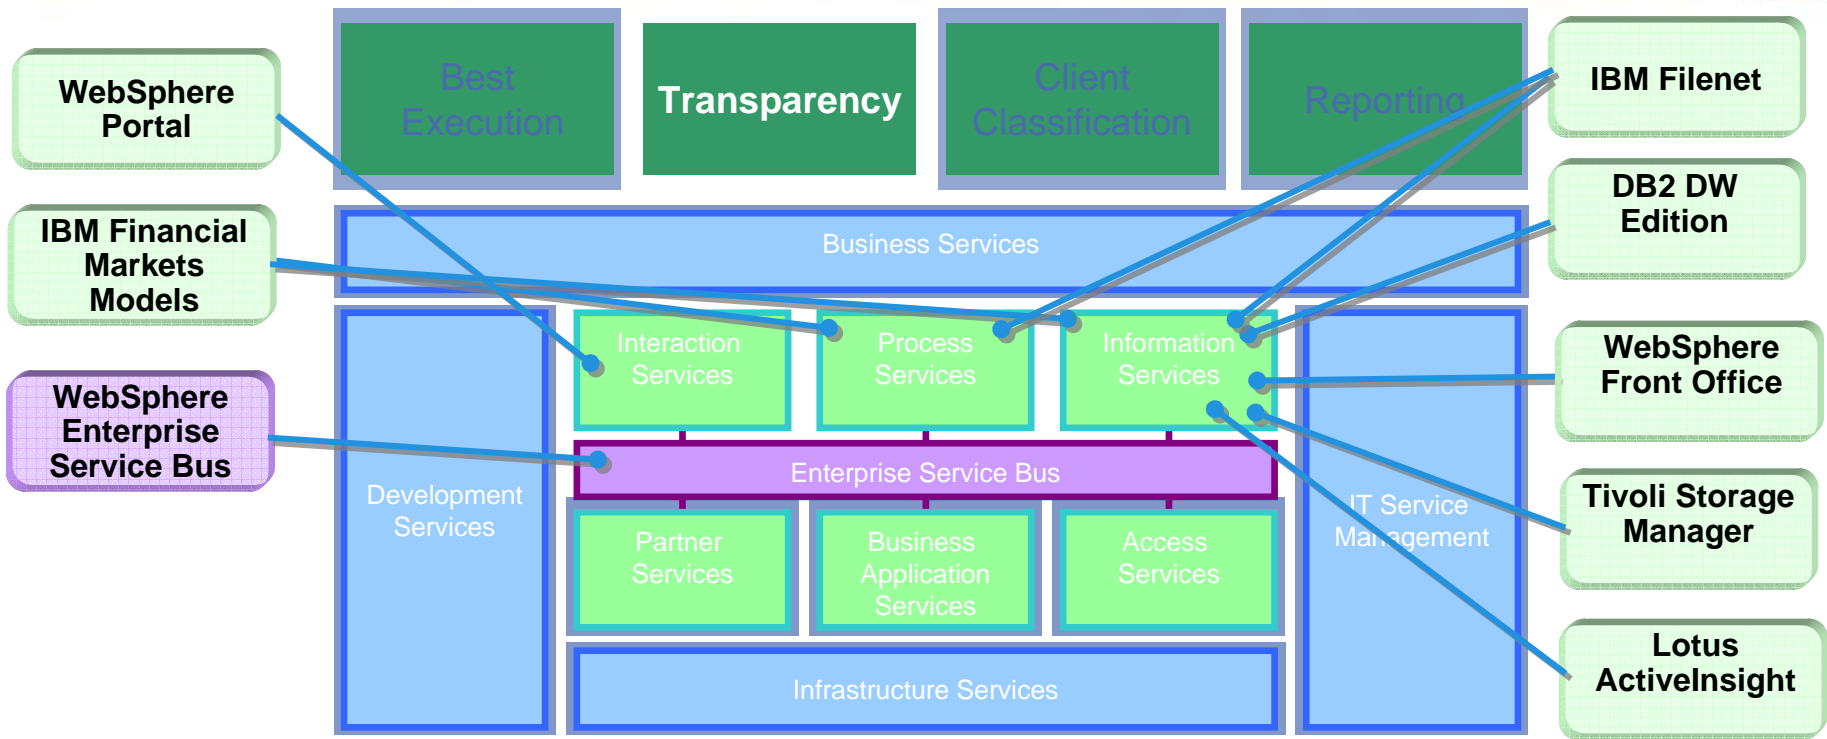 Best
Execution
Transparency
Client
Classification
Reporting
WebSphere
Portal
IBM Financial
Markets
Models
WebSphere
Enterprise
Service Bus
Business Services
Development
Services
Interaction
Services
Process
Services
Information
Services
Enterprise Service Bus
Partner
Services
Business
Application
Services
Access
Services
Infrastructure Services
IT Service
Management
IBM Filenet
DB2 DW
Edition
WebSphere
Front Office
Tivoli Storage
Manager
Lotus
ActiveInsight